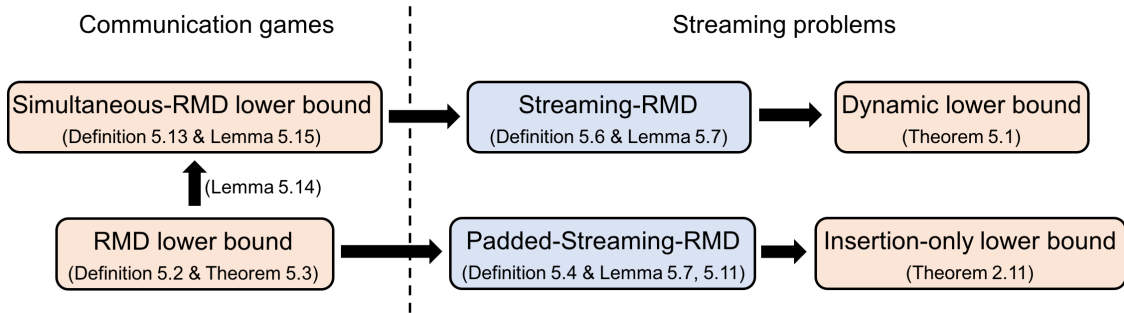 Communication games
Streaming problems
Simultaneous-RMD lower bound
(Definition 5.13 & Lemma 5.15)
Streaming-RMD
(Definition 5.6 & Lemma 5.7)
Dynamic lower bound
(Theorem 5.1)
(Lemma 5.14)
RMD lower bound
(Definition 5.2 & Theorem 5.3)
Padded-Streaming-RMD
(Definition 5.4 & Lemma 5.7, 5.11)
Insertion-only lower bound
(Theorem 2.11)